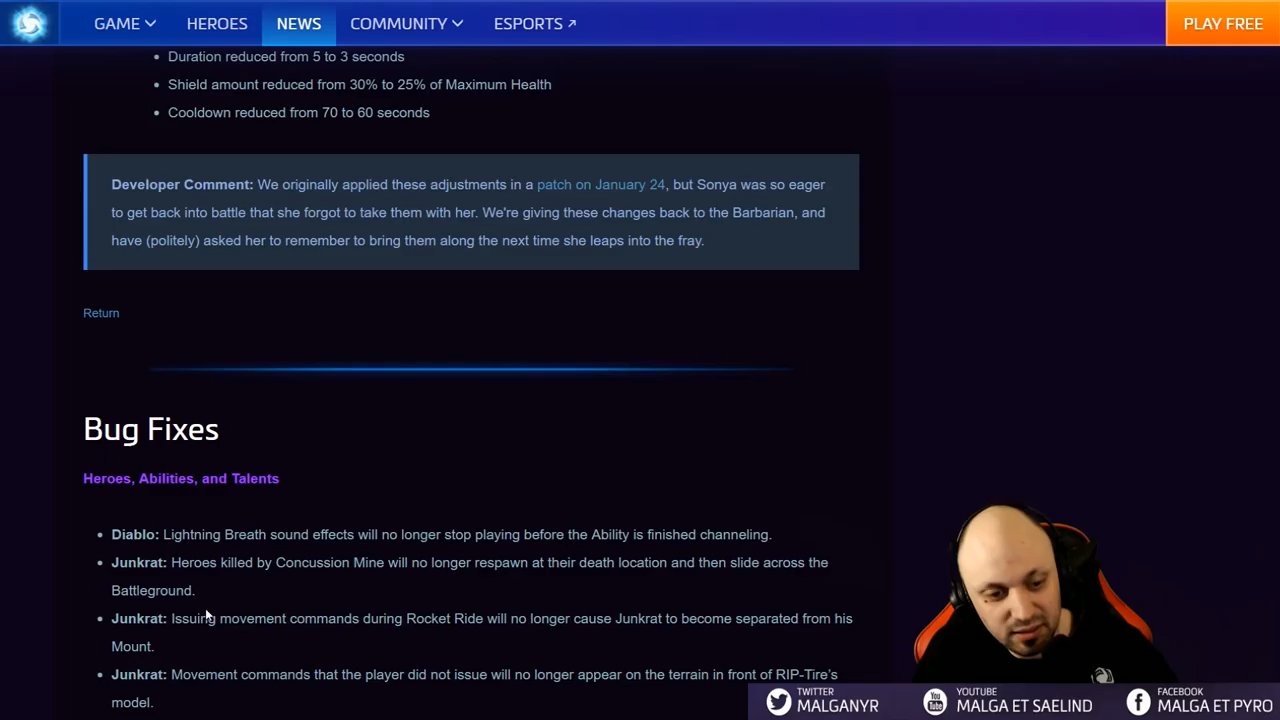 GAME HEROES NEWS COMMUNITY ESPORTS PLAY FREE
Duration reduced from 5 to 3 seconds
Shield amount reduced from 30% to 25% of Maximum Health
Cooldown reduced from 70 to 60 seconds
Developer Comment: We originally applied these adjustments in a patch on January 24, but Sonya was so eager
to get back into battle that she forgot to take them with her. We're giving these changes back to the Barbarian, and
have (politely) asked her to remember to bring them along the next time she leaps into the fray.
Return
Bug Fixes
Heroes, Abilities, and Talents
Diablo: Lightning Breath sound effects will no longer stop playing before the Ability is finished channeling.
Junkrat: Heroes killed by Concussion Mine will no longer respawn at their death location and then slide across the
Battleground.
Junkrat: Issuing movement commands during Rocket Ride will no longer cause Junkrat to become separated from his
Mount.
Junkrat: Movement commands that the player did not issue will no longer appear on the terrain in front of RIP-Tire's
model.
TWITTER
MALGANYR
YOUTUBE
MALGA ET SAELIND
FACEBOOK
MALGA ET PYRO